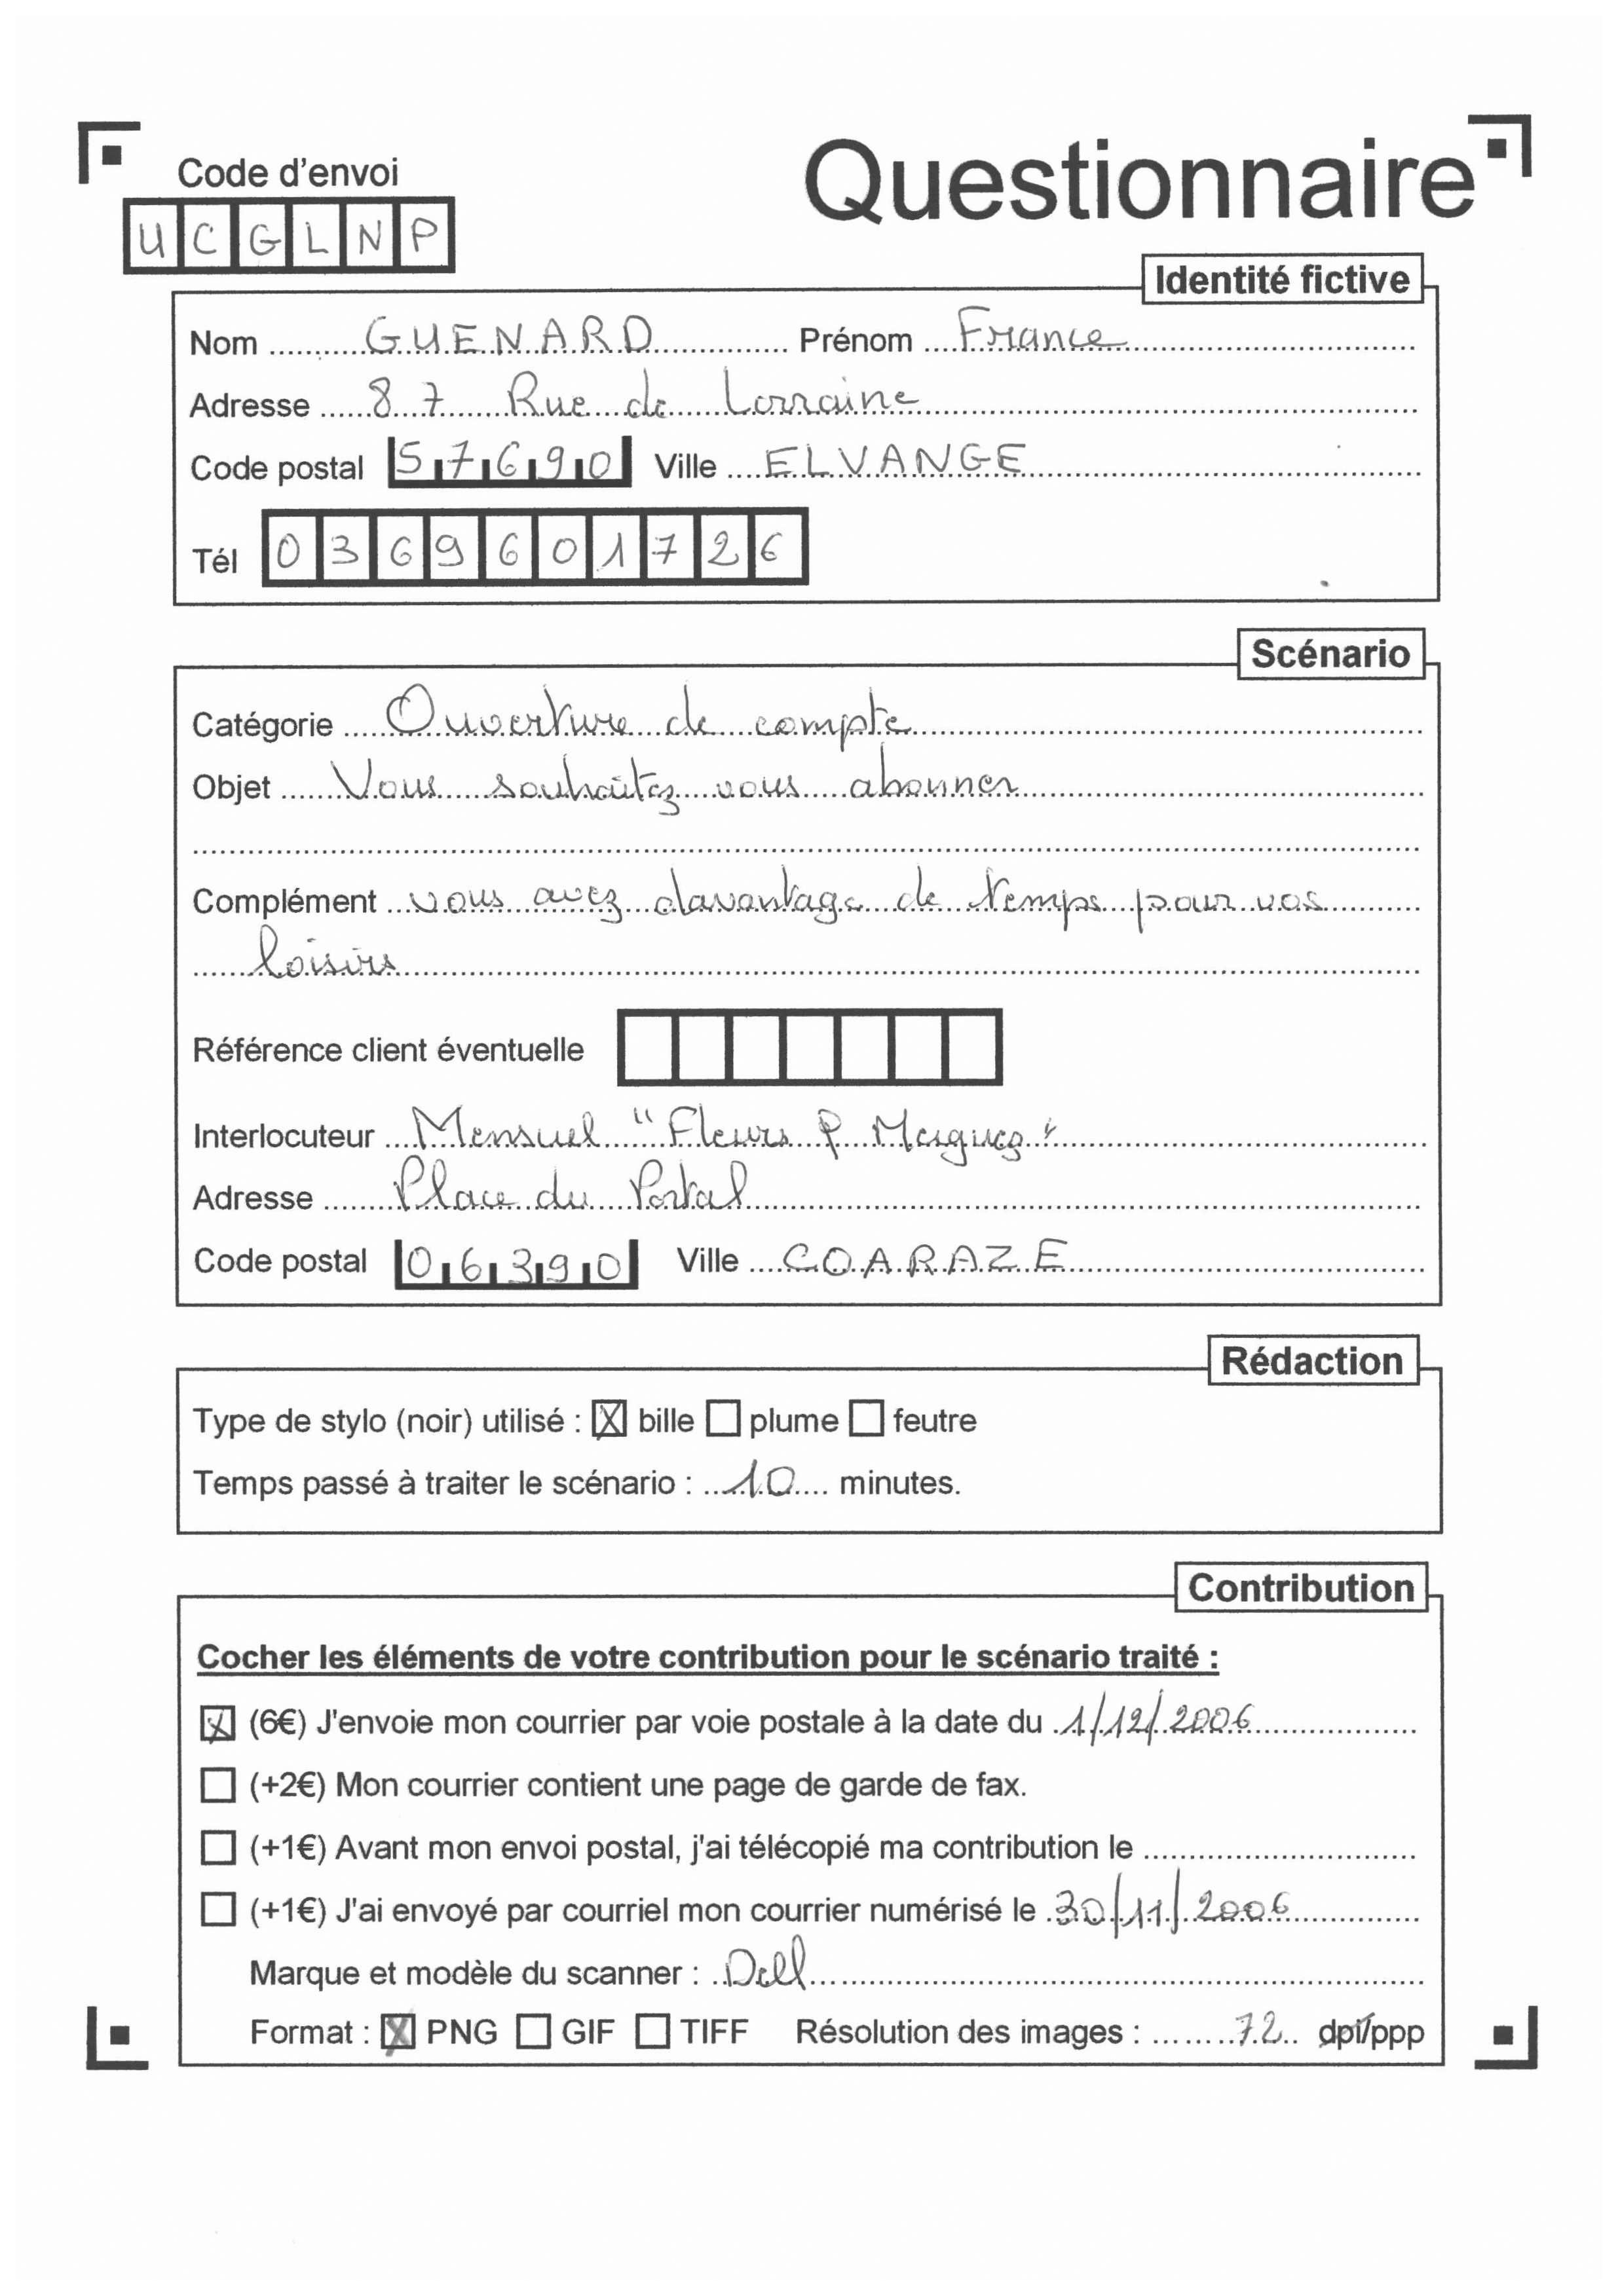 Code d'envoi
Questionnaire
UCGLNP
Identité fictive
Nom GUENARD Prénom France
Adresse 87 Rue de Lorraine
Code postal 57690 Ville ELVANGE
Tél 0369601726
Scénario
Catégorie Ouverture de compte
Objet Vous souhaitez vous abonner
Complément vous avez davantage de temps pour vos
loisirs
Référence client éventuelle
Interlocuteur Mensuel "Fleurs &
Adresse Place du Portal
Code postal 06390 Ville COARAZE
Rédaction
Type de stylo (noir) utilisé : ☒ bille ☐ plume ☐ feutre
Temps passé à traiter le scénario : 10 minutes.
Contribution
Cocher les éléments de votre contribution pour le scénario traité :
☒ (6€) J'envoie mon courrier par voie postale à la date du 1/12/2006
☐ (+2€) Mon courrier contient une page de garde de fax.
☐ (+1€) Avant mon envoi postal, j'ai télécopié ma contribution le
☐ (+1€) J'ai envoyé par courriel mon courrier numérisé le 30/11/2006
Marque et modèle du scanner : Dell
Format : ☒ PNG ☐ GIF ☐ TIFF Résolution des images : 72 dpi/ppp